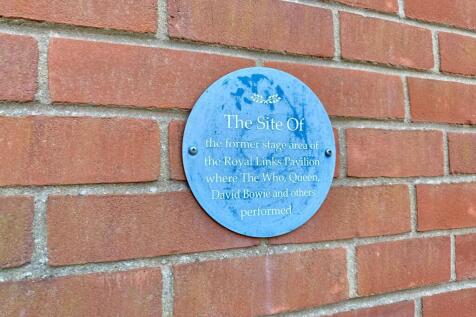 The Site Of
the former stage area of
the Royal Links Pavilion
where The Who, Queen,
David Bowie and others
performed